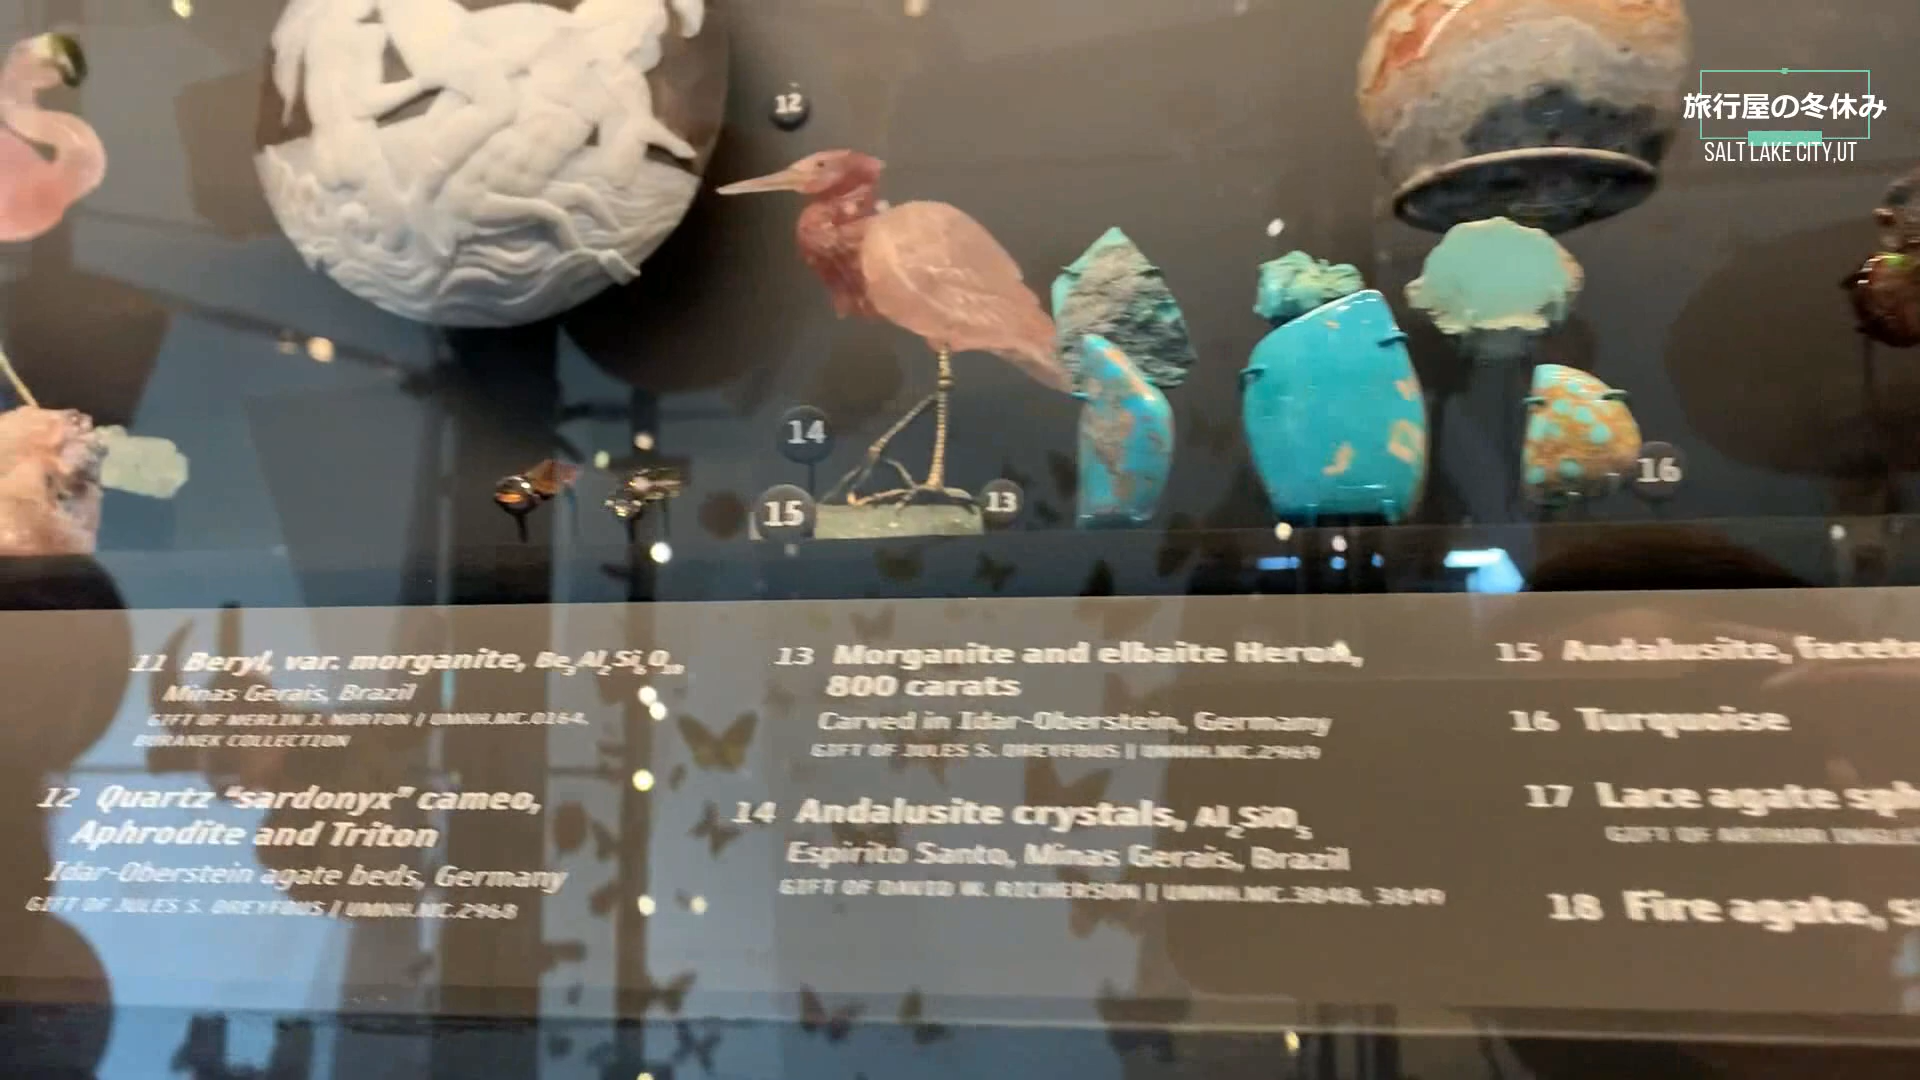 旅行屋の冬休み
SALT LAKE CITY,UT
12
14
15
13
16
11 Beryl, var. morganite, Be₃Al₂Si₆O₁₈
Minas Gerais, Brazil
GIFT OF MERLIN J. NORTON | UMNH.MC.0164,
BURANEK COLLECTION
12 Quartz “sardonyx” cameo,
Aphrodite and Triton
Idar-Oberstein agate beds, Germany
GIFT OF JULES S. DREYFOUS | UMNH.MC.2968
13 Morganite and elbaite Heron,
800 carats
Carved in Idar-Oberstein, Germany
GIFT OF JULES S. DREYFOUS | UMNH.MC.2969
14 Andalusite crystals, Al₂SiO₅
Espirito Santo, Minas Gerais, Brazil
GIFT OF DAVID W. RICHERSON | UMNH.MC.3848, 3849
15 Andalusite, facete
16 Turquoise
17 Lace agate sph
GIFT OF ARTHUR
18 Fire agate, s